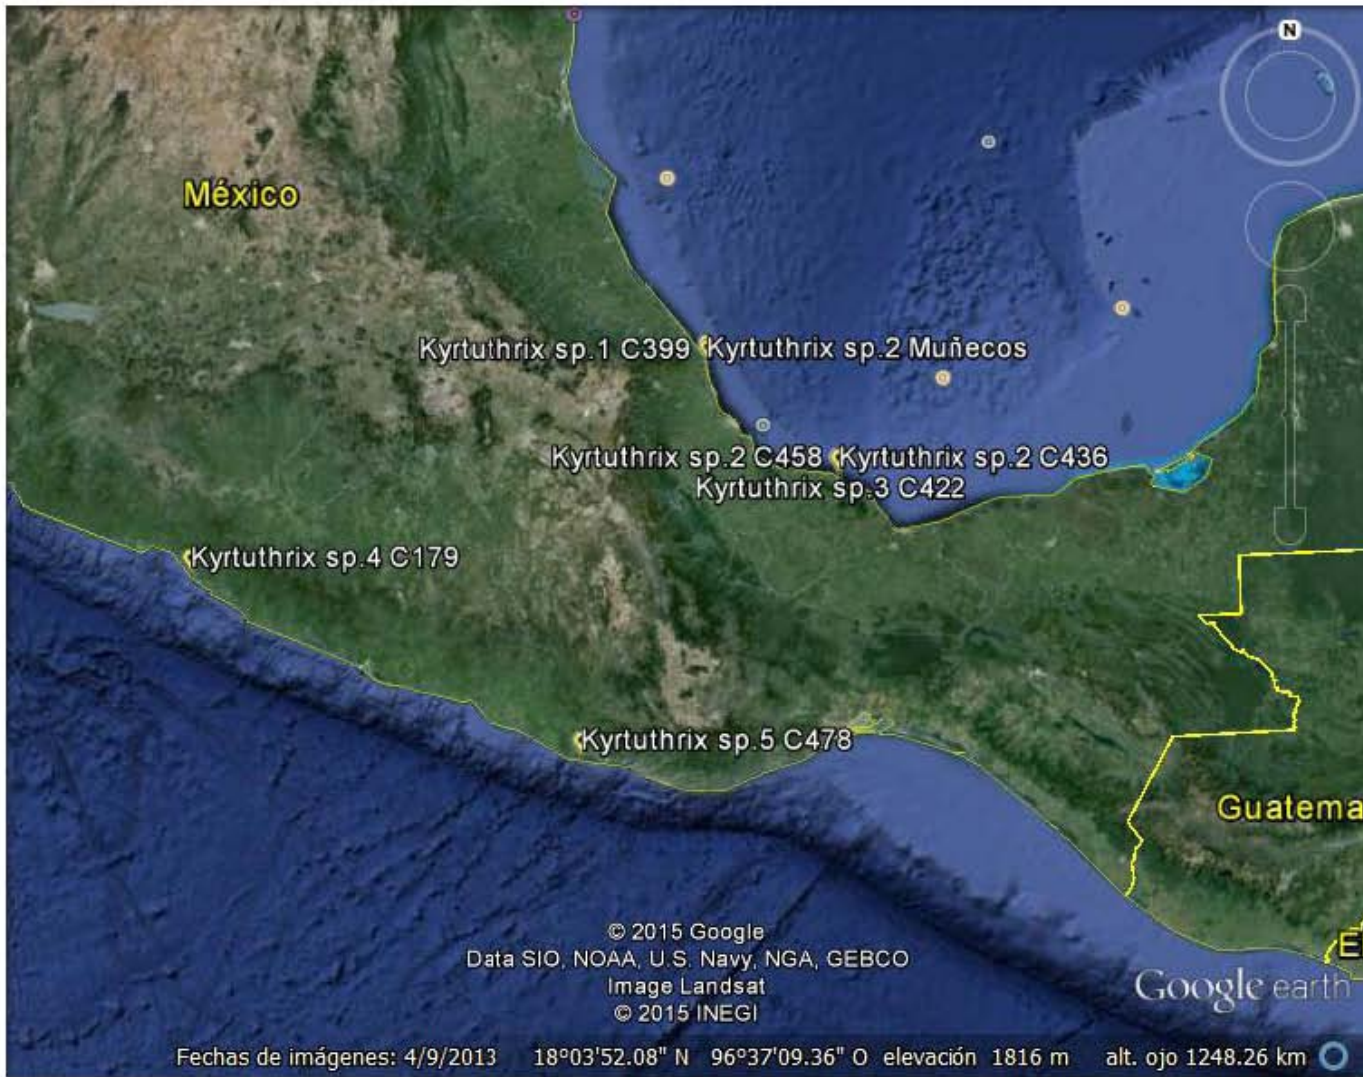 N
México
Kyrtuthrix sp.1 C399
Kyrtuthrix sp.2 Muñecos
Kyrtuthrix sp.2 C458
Kyrtuthrix sp.2 C436
Kyrtuthrix sp.3 C422
Kyrtuthrix sp.4 C179
Kyrtuthrix sp.5 C478
Guatema
E
© 2015 Google
Data SIO, NOAA, U.S. Navy, NGA, GEBCO
Image Landsat
© 2015 INEGI
Google earth
Fechas de imágenes: 4/9/2013 18°03'52.08" N 96°37'09.36" O elevación 1816 m alt. ojo 1248.26 km